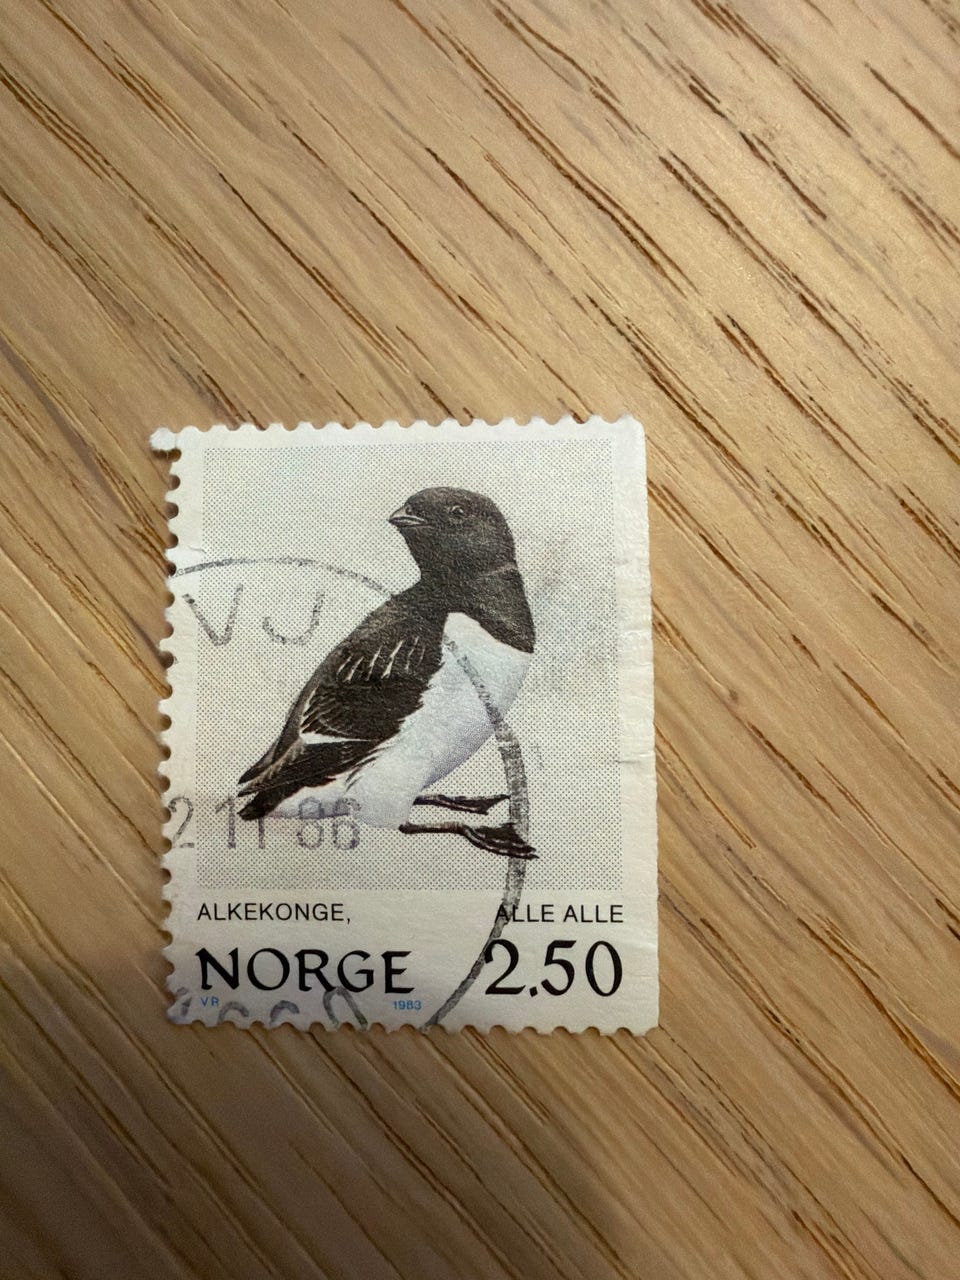 VJ
2 11 86
ALKEKONGE, ALLE ALLE
NORGE 2.50
VR 1983